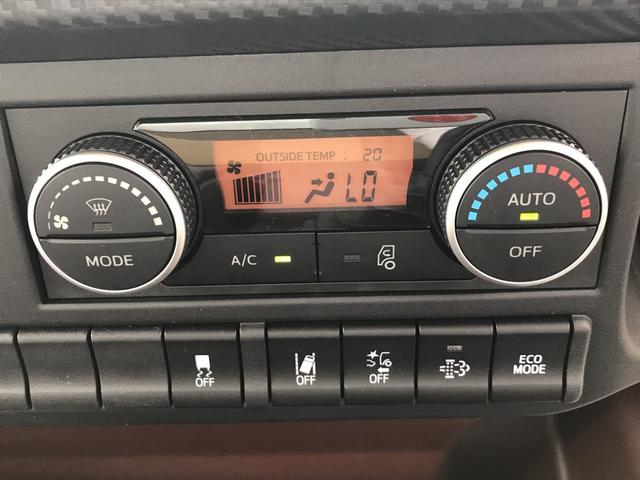 OUTSIDE TEMP : 20
LO
AUTO
MODE
A/C
OFF
OFF
OFF
OFF
ECO
MODE